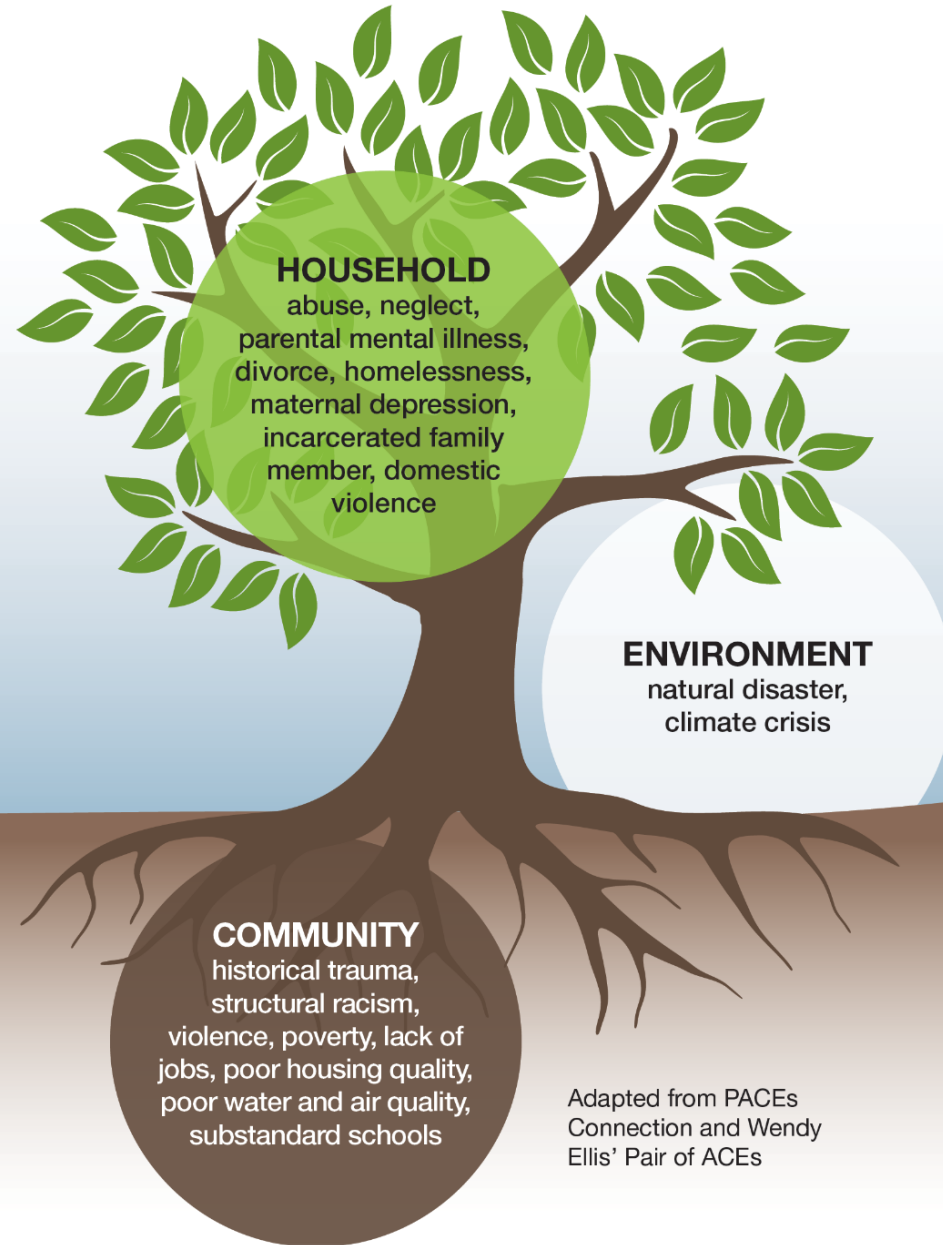 HOUSEHOLD
abuse, neglect,
parental mental illness,
divorce, homelessness,
maternal depression,
incarcerated family
member, domestic
violence
ENVIRONMENT
natural disaster,
climate crisis
COMMUNITY
historical trauma,
structural racism,
violence, poverty, lack of
jobs, poor housing quality,
poor water and air quality,
substandard schools
Adapted from PACEs
Connection and Wendy
Ellis’ Pair of ACEs